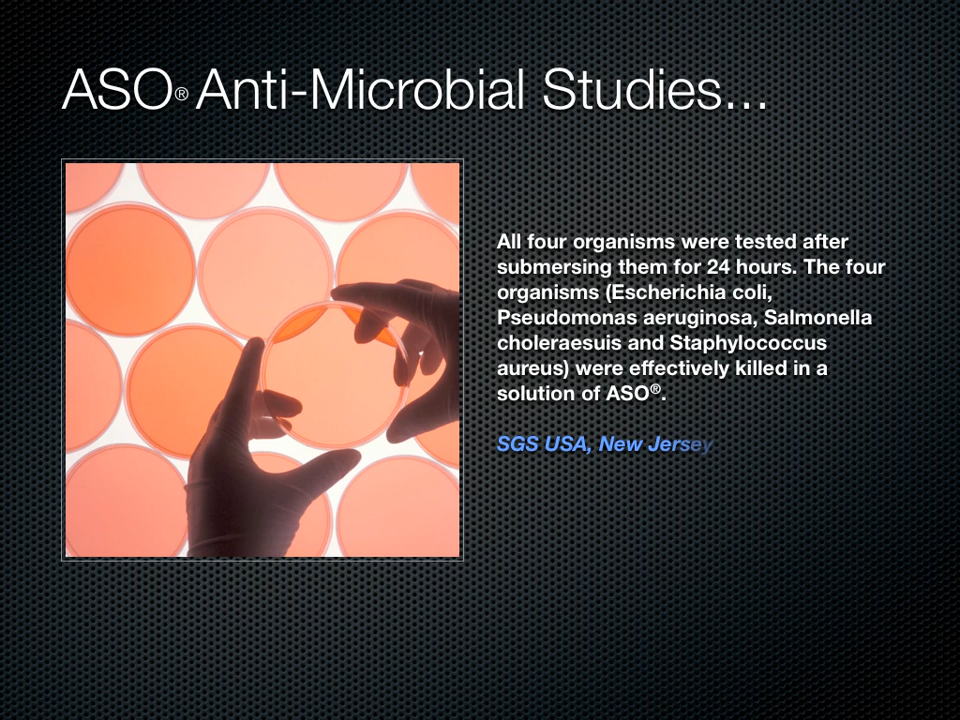 ASO® Anti-Microbial Studies...
All four organisms were tested after
submersing them for 24 hours. The four
organisms (Escherichia coli,
Pseudomonas aeruginosa, Salmonella
choleraesuis and Staphylococcus
aureus) were effectively killed in a
solution of ASO®.
SGS USA, New Jersey